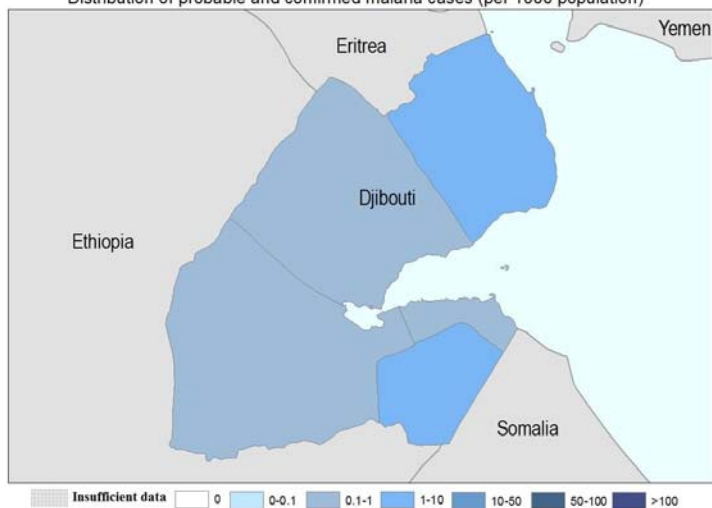 Distribution of probable and confirmed malaria cases (per 1000 population)
Yemen
Eritrea
Djibouti
Ethiopia
Somalia
Insufficient data 0 0-0.1 0.1-1 1-10 10-50 50-100 >100